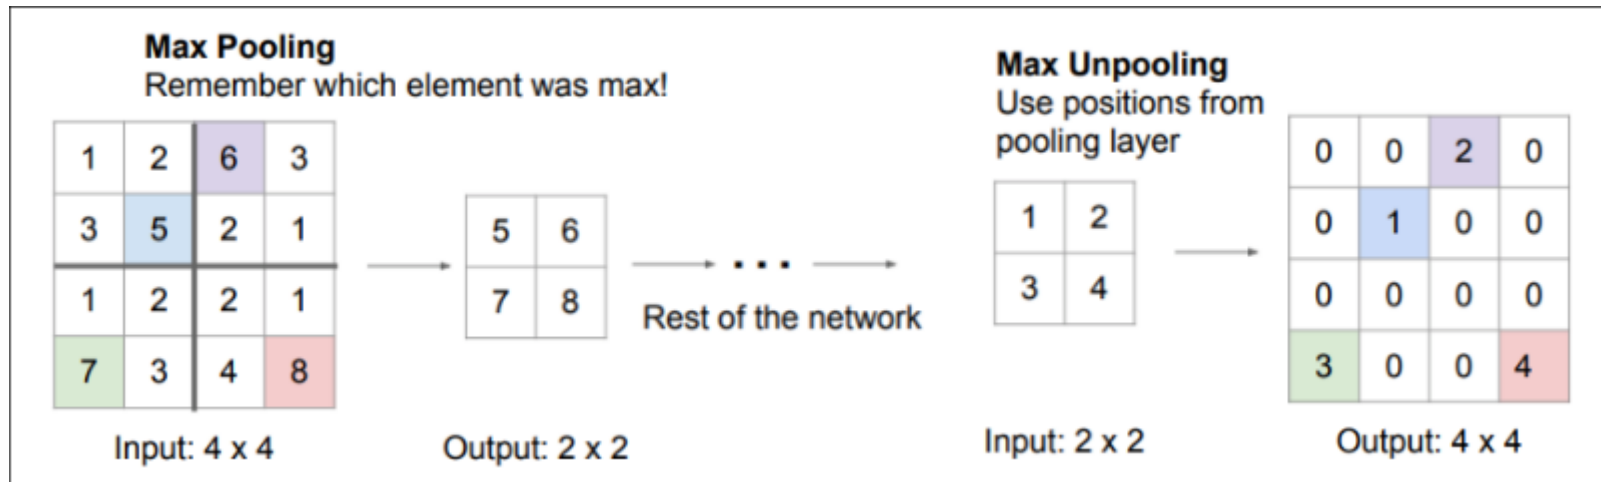 Max Pooling
Remember which element was max!
1 2 6 3
3 5 2 1
1 2 2 1
7 3 4 8
Input: 4 x 4
5 6
7 8
Output: 2 x 2
...
Rest of the network
Max Unpooling
Use positions from
pooling layer
1 2
3 4
Input: 2 x 2
0 0 2 0
0 1 0 0
0 0 0 0
3 0 0 4
Output: 4 x 4